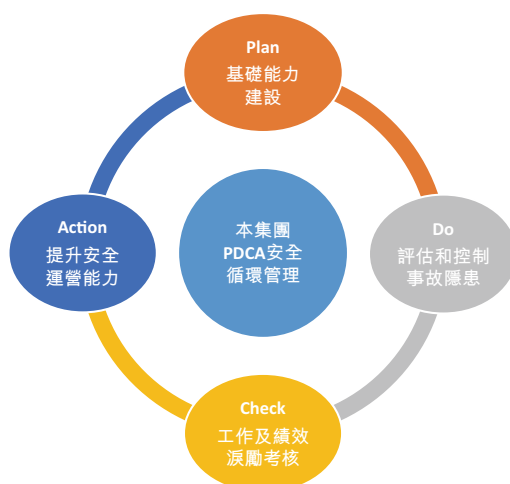 Plan
基礎能力
建設
Action
提升安全
運營能力
本集團
PDCA安全
循環管理
Do
評估和控制
事故隱患
Check
工作及績效
淚勵考核